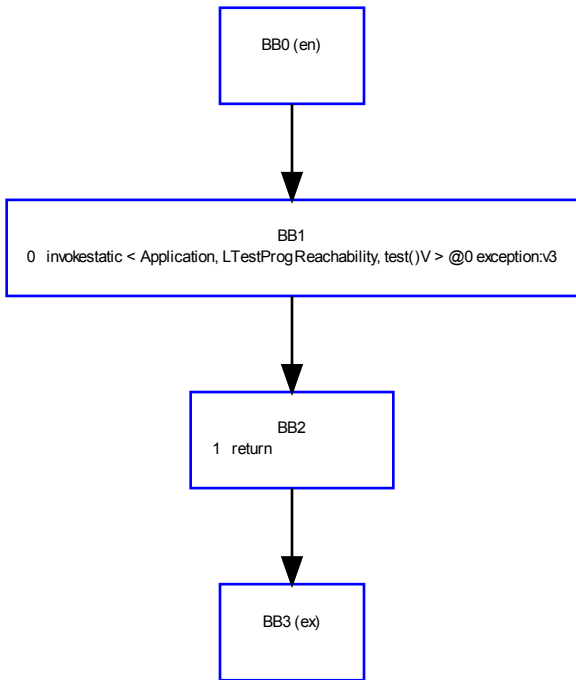 BB0 (en)
BB1
0 invokestatic < Application, LTestProgReachability, test()V > @0 exception:v3
BB2
1 return
BB3 (ex)